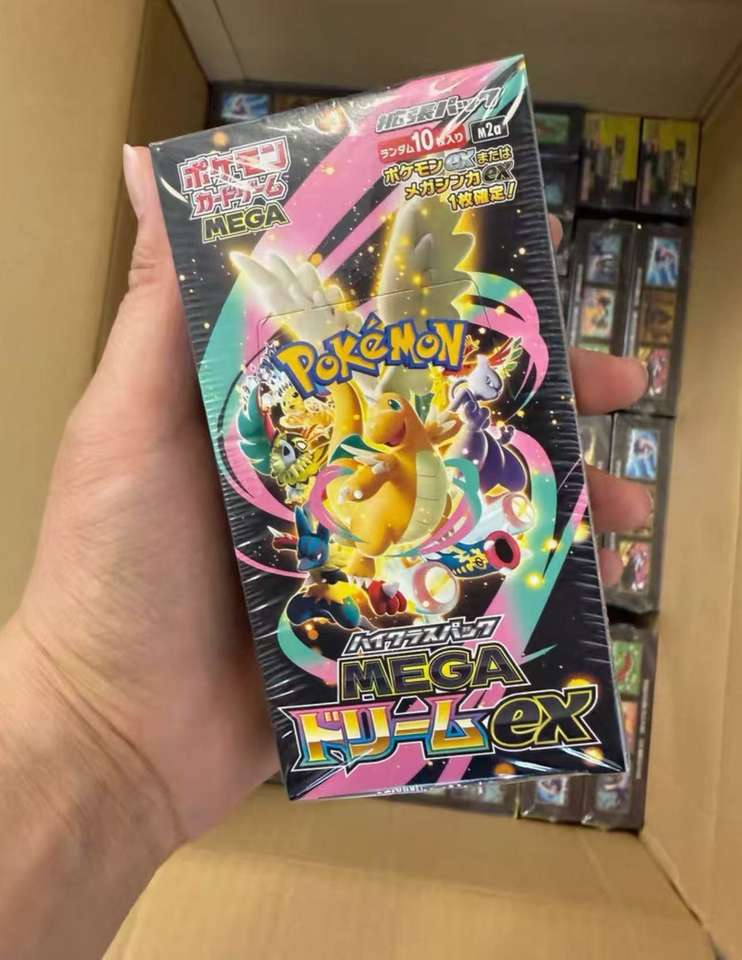 拡張パック
ランダム10枚入り
M2a
ポケモンexまたは
メガシンカex
1枚確定!
ポケモン
カードゲーム
MEGA
POKéMON
ハイクラスパック
MEGA
ドリームex